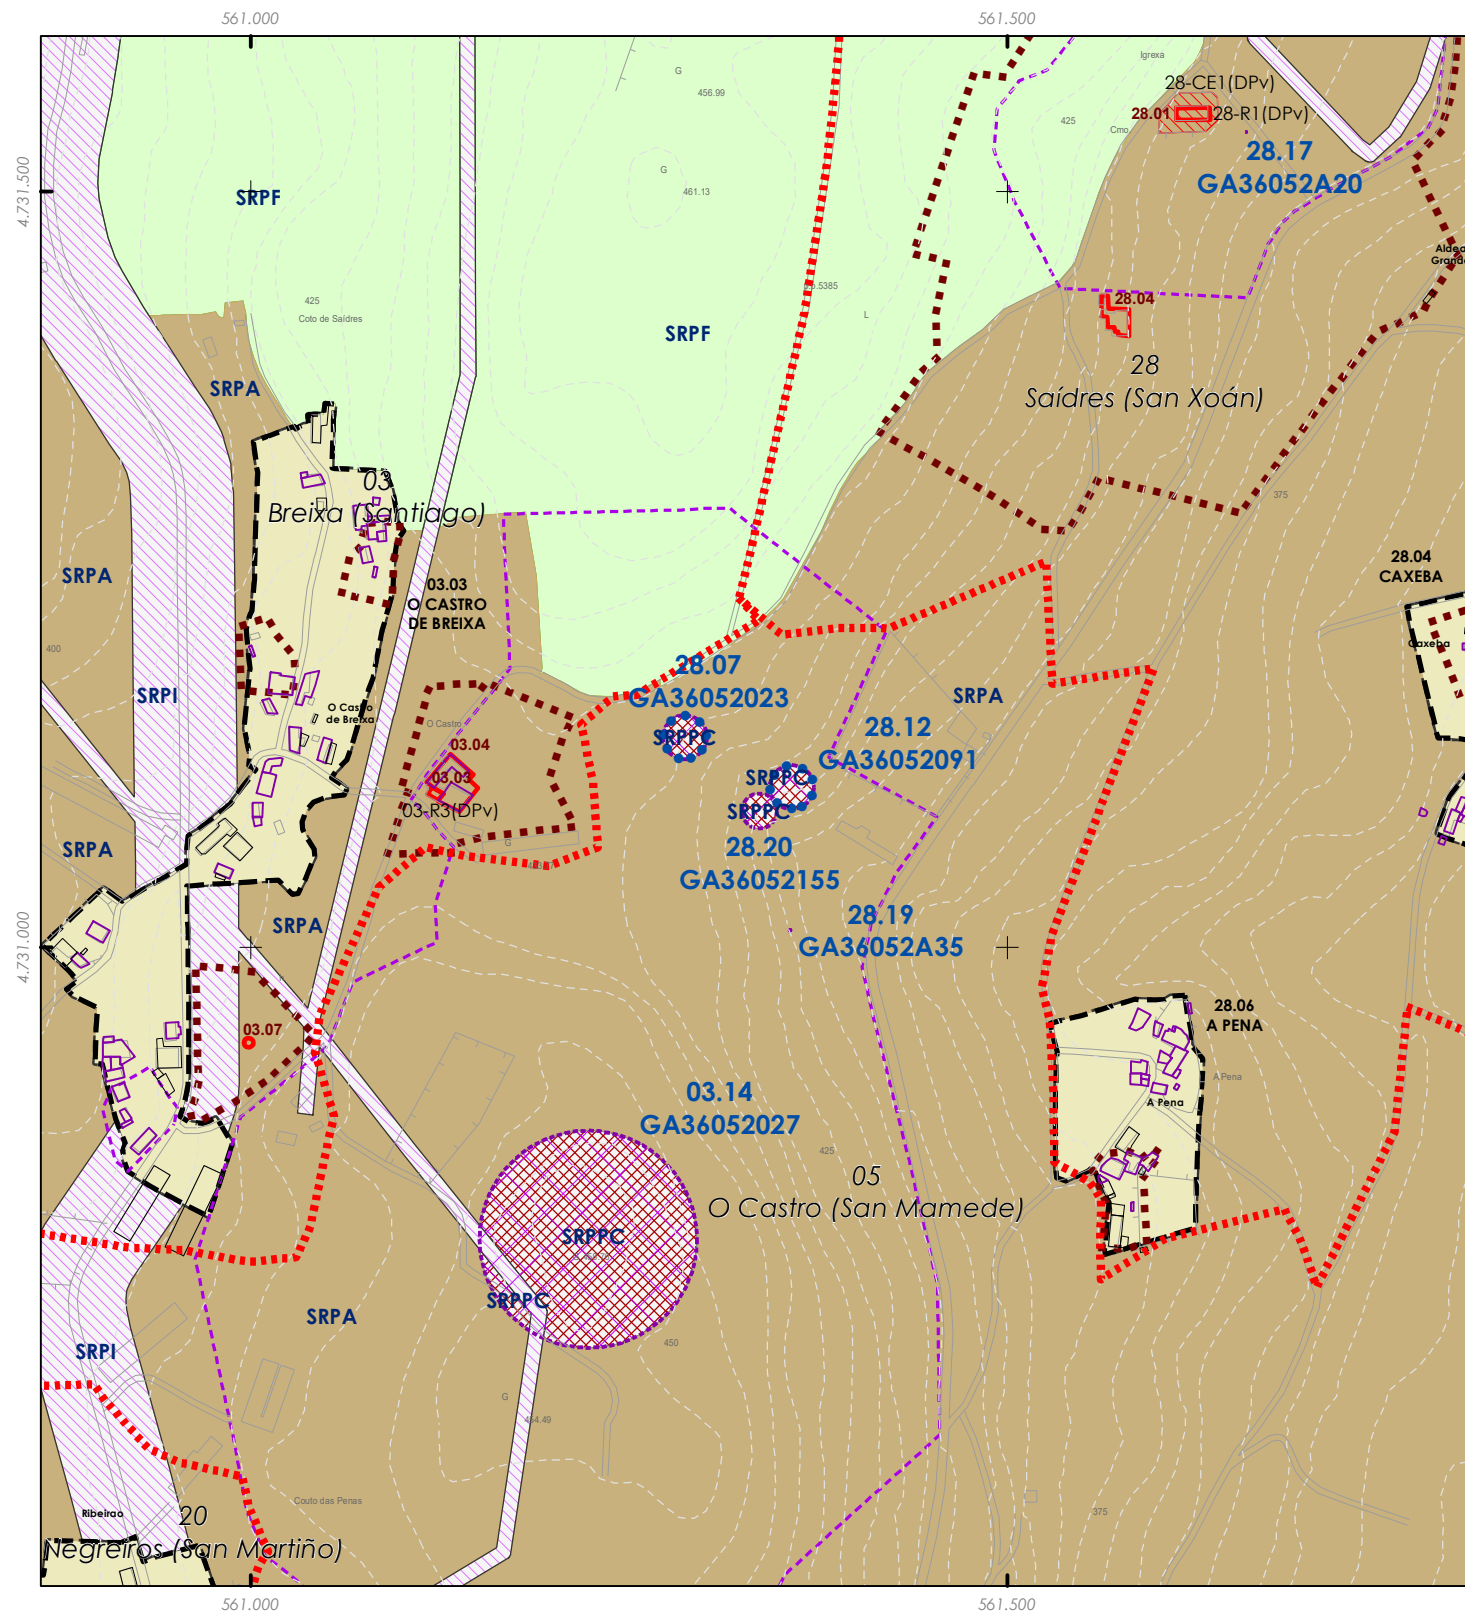 561.000
561.500
Igrexa
28-CE1(DPv)
G
456.99
28.01
28-R1(DPv)
425
Cmo
28.17
GA36052A20
4.731.500
G
461.13
SRPF
Aldea
Grande
425
Coto de Saídres
28.04
L
SRPF
28
Saídres (San Xoán)
SRPA
03
Breixa (Santiago)
375
SRPA
03.03
O CASTRO
DE BREIXA
28.04
CAXEBA
400
Caxeba
28.07
GA36052023
SRPI
SRPA
O Castro
de Breixa
O Castro
28.12
GA36052091
SRPPC
03.04
03.03
SRPPC
03-R3(DPv)
SRPPC
G
SRPA
28.20
GA36052155
28.19
GA36052A35
SRPA
4.731.000
28.06
A PENA
03.07
A Pena
A Pena
03.14
GA36052027
425
05
O Castro (San Mamede)
SRPPC
SRPPC
SRPA
SRPI
450
G
454.49
Couto das Penas
375
Ribeirao
20
Negreiros (San Martiño)
561.000
561.500